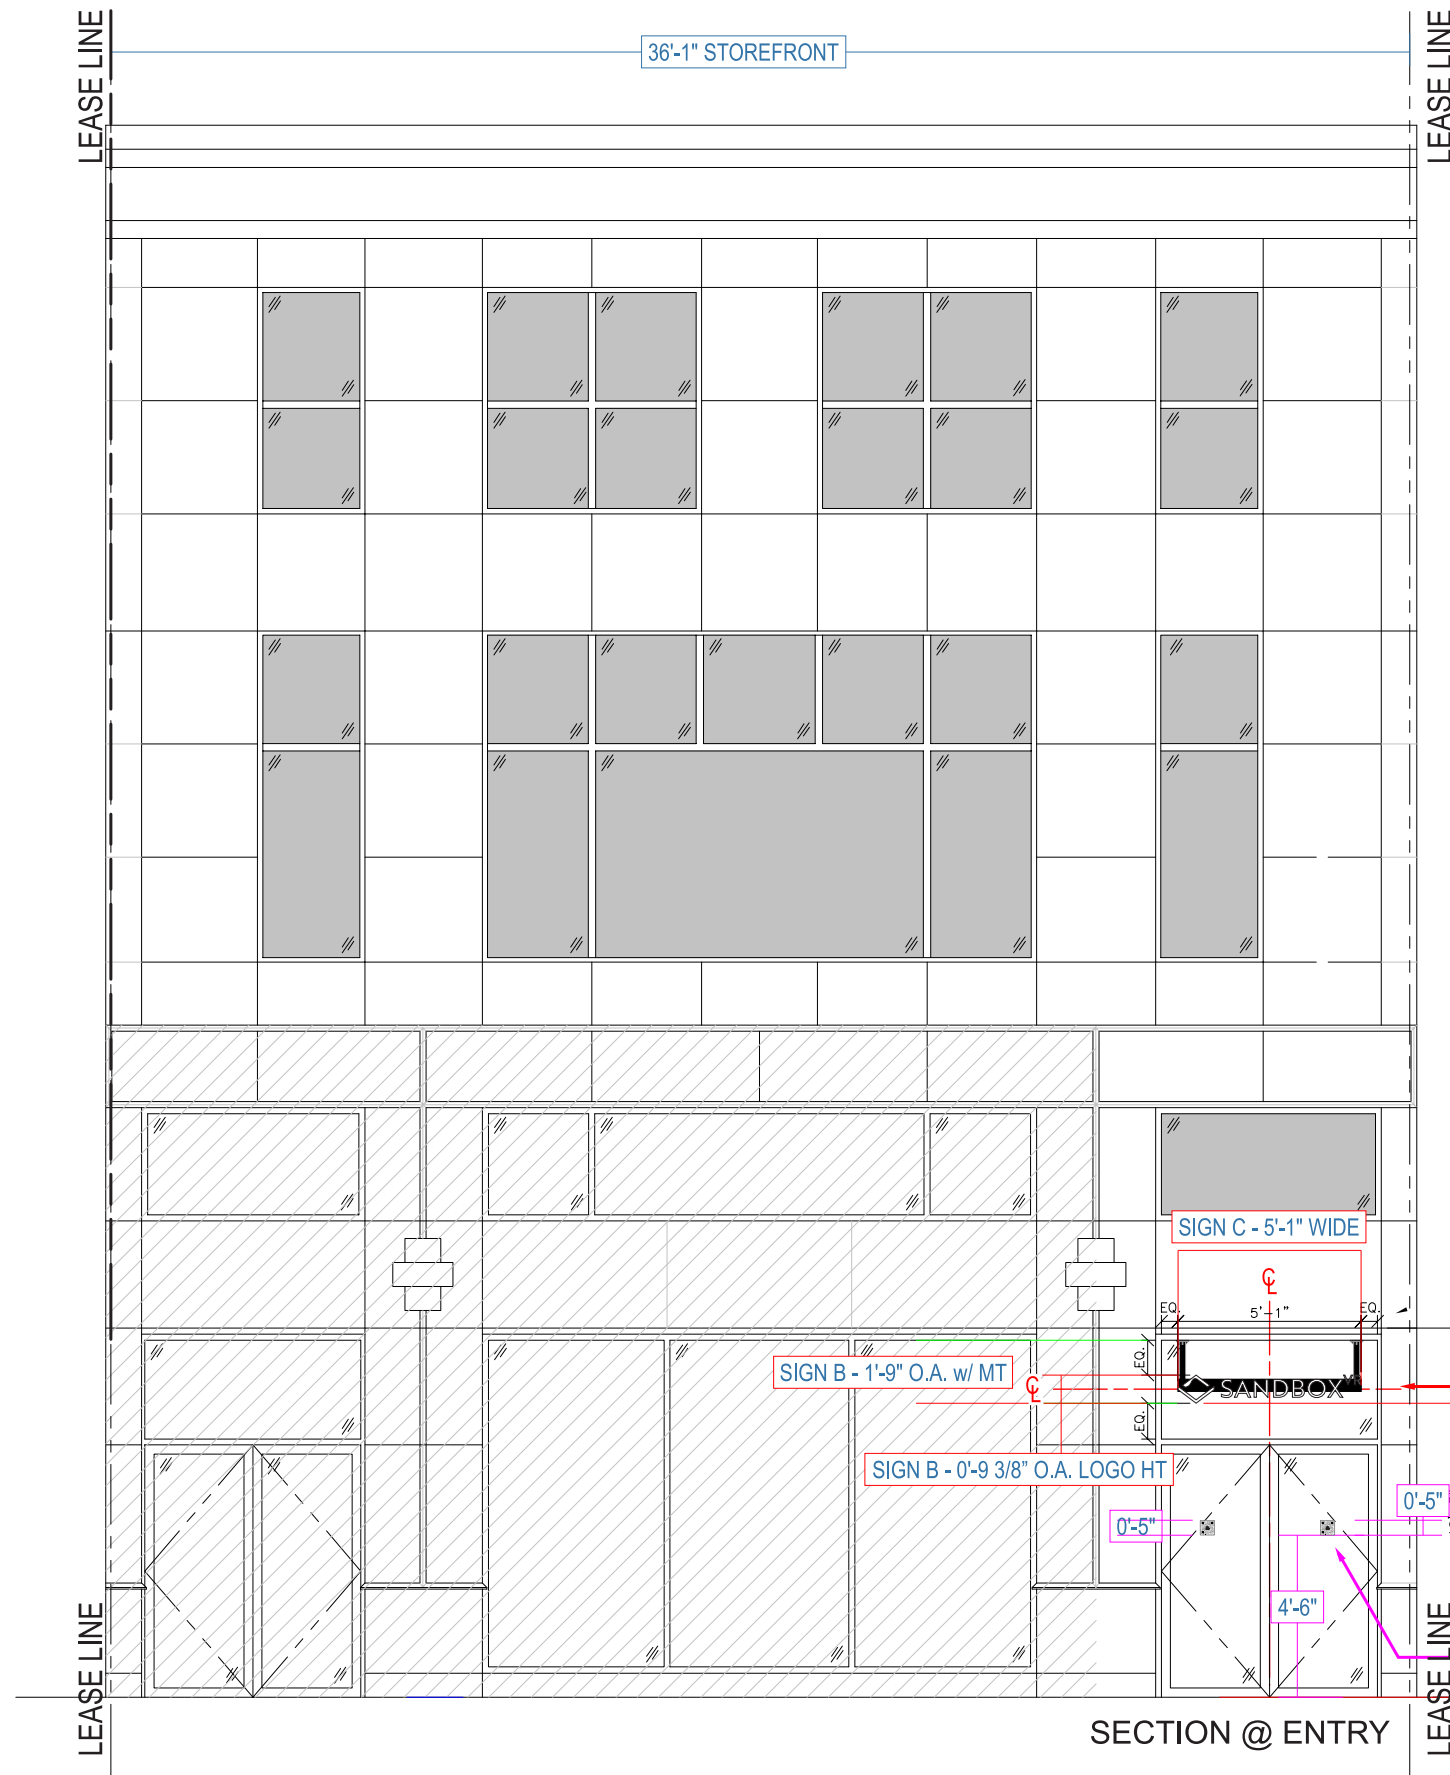 LEASE LINE
36'-1" STOREFRONT
LEASE LINE
SIGN C - 5'-1" WIDE
℄
EQ.
5'-1"
EQ.
SIGN B - 1'-9" O.A. w/ MT
EQ.
℄
SANDBOX VR
EQ.
SIGN B - 0'-9 3/8” O.A. LOGO HT
0'-5"
0'-5"
4'-6"
LEASE LINE
LEASE LINE
SECTION @ ENTRY